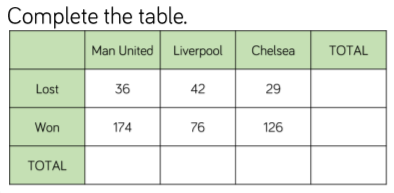 Complete the table.
Man United Liverpool Chelsea TOTAL
Lost 36 42 29
Won 174 76 126
TOTAL